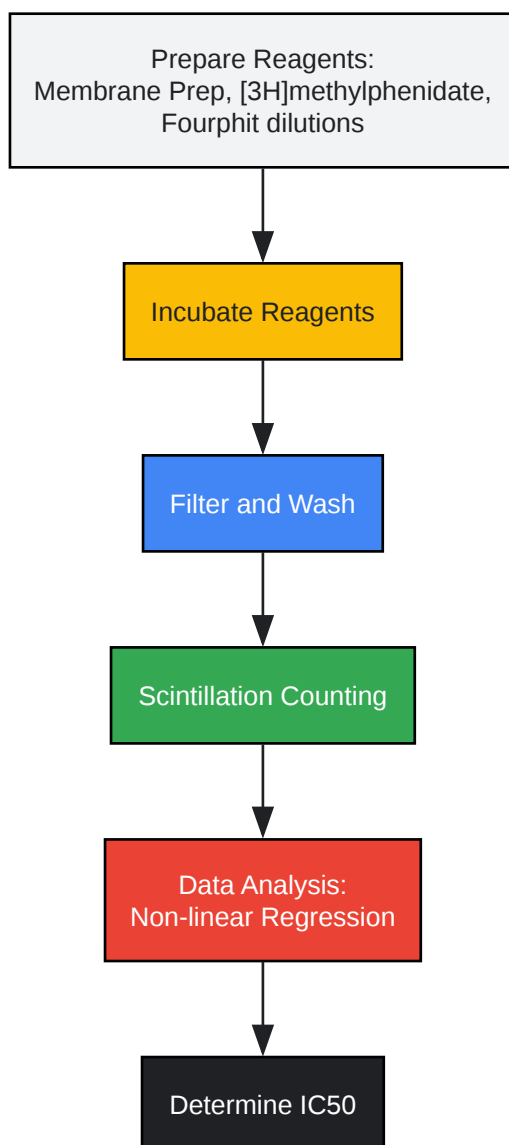 Prepare Reagents:
Membrane Prep, [3H]methylphenidate,
Fourphit dilutions
Incubate Reagents
Filter and Wash
Scintillation Counting
Data Analysis:
Non-linear Regression
Determine IC50